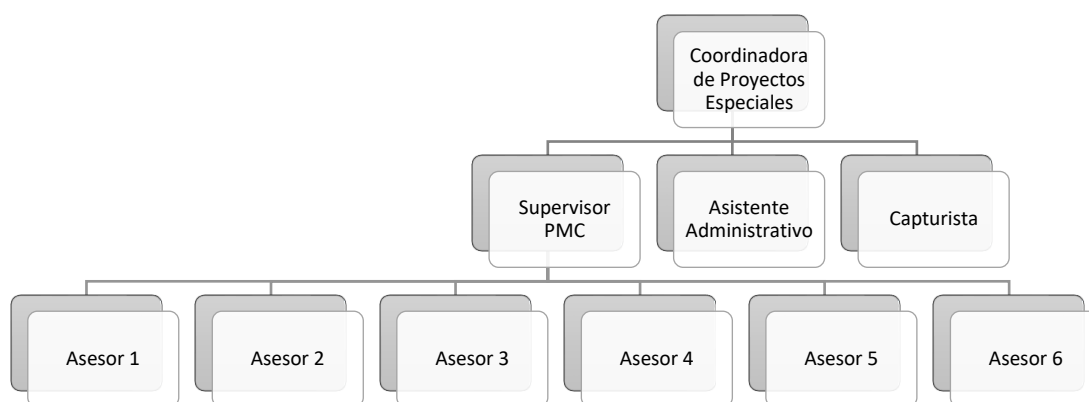 Coordinadora
de Proyectos
Especiales
Supervisor
PMC
Asistente
Administrativo
Capturista
Asesor 1
Asesor 2
Asesor 3
Asesor 4
Asesor 5
Asesor 6